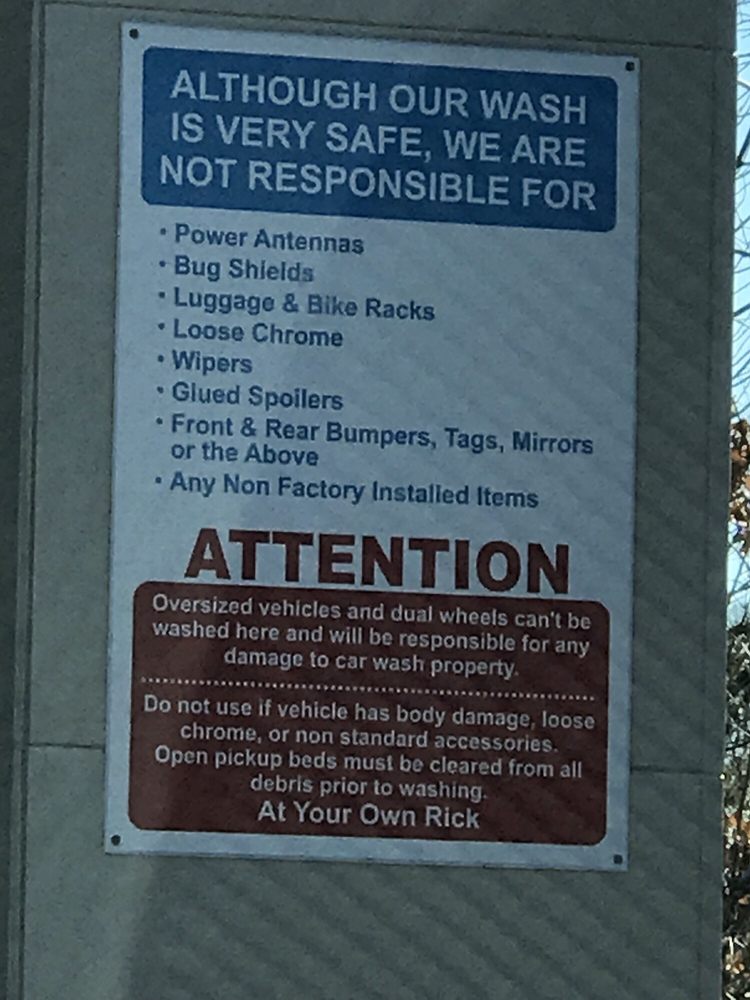 ALTHOUGH OUR WASH
IS VERY SAFE, WE ARE
NOT RESPONSIBLE FOR
• Power Antennas
• Bug Shields
• Luggage & Bike Racks
• Loose Chrome
• Wipers
• Glued Spoilers
• Front & Rear Bumpers, Tags, Mirrors
or the Above
• Any Non Factory Installed Items
ATTENTION
Oversized vehicles and dual wheels can't be
washed here and will be responsible for any
damage to car wash property.
Do not use if vehicle has body damage, loose
chrome, or non standard accessories.
Open pickup beds must be cleared from all
debris prior to washing.
At Your Own Rick